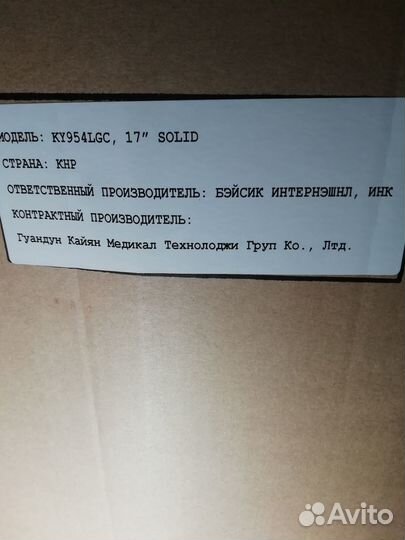 МОДЕЛЬ: KY954LGC, 17" SOLID
СТРАНА: КНР
ОТВЕТСТВЕННЫЙ ПРОИЗВОДИТЕЛЬ: БЭЙСИК ИНТЕРНЭШНЛ, ИНК
КОНТРАКТНЫЙ ПРОИЗВОДИТЕЛЬ:
Гуандун Кайян Медикал Технолоджи Груп Ко., Лтд.
Avito